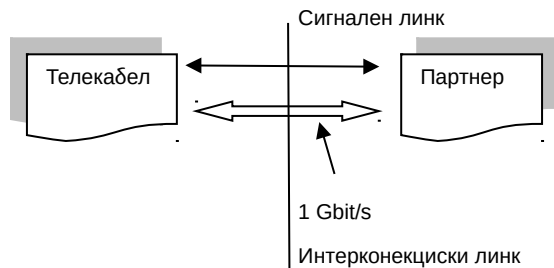 Сигнален линк
Телекабел
Партнер
1 Gbit/s
Интерконекциски линк